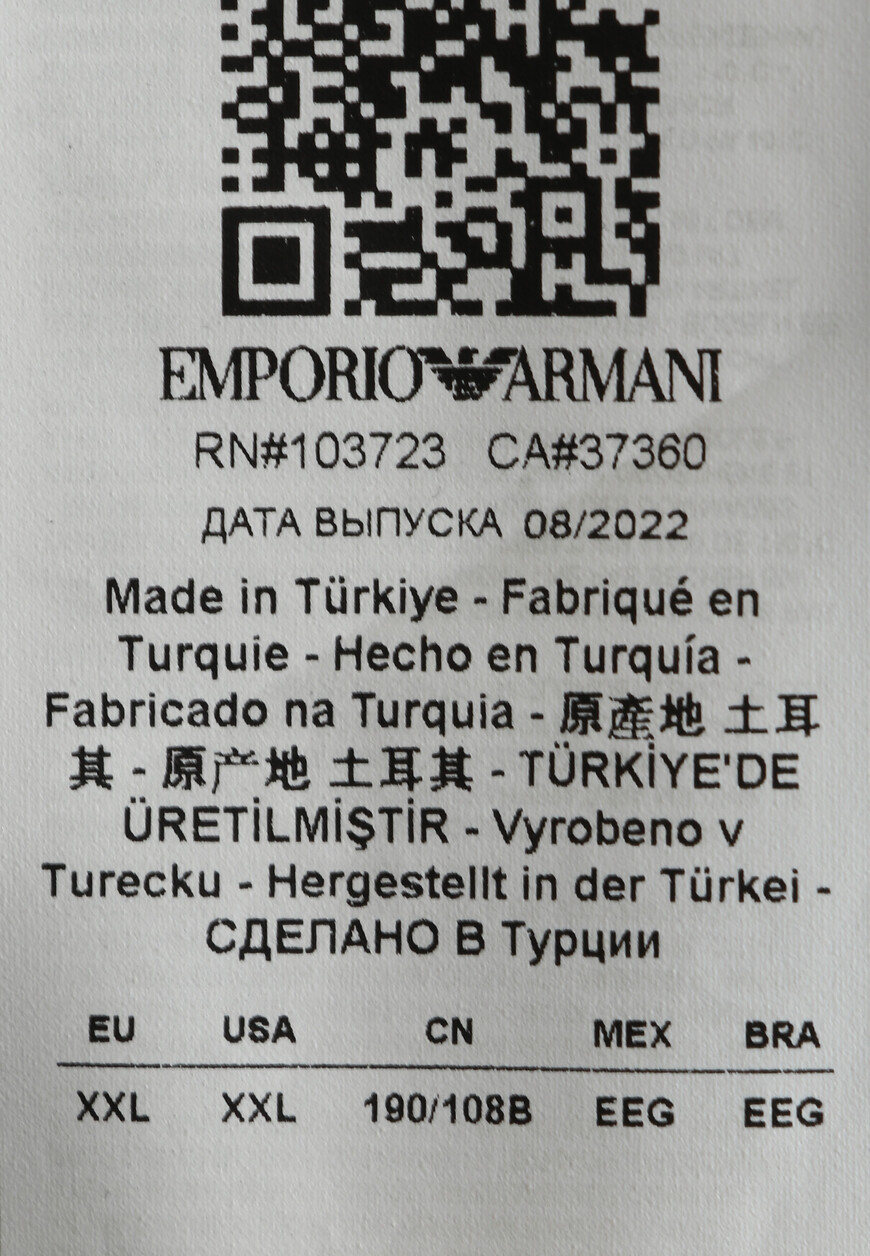 EMPORIO ARMANI
RN#103723 CA#37360
ДАТА ВЫПУСКА 08/2022
Made in Türkiye - Fabriqué en
Turquie - Hecho en Turquía -
Fabricado na Turquia - 原產地 土耳
其 - 原产地 土耳其 - TÜRKİYE'DE
ÜRETİLMİŞTİR - Vyrobeno v
Turecku - Hergestellt in der Türkei -
СДЕЛАНО В Турции
EU USA CN MEX BRA
XXL XXL 190/108B EEG EEG